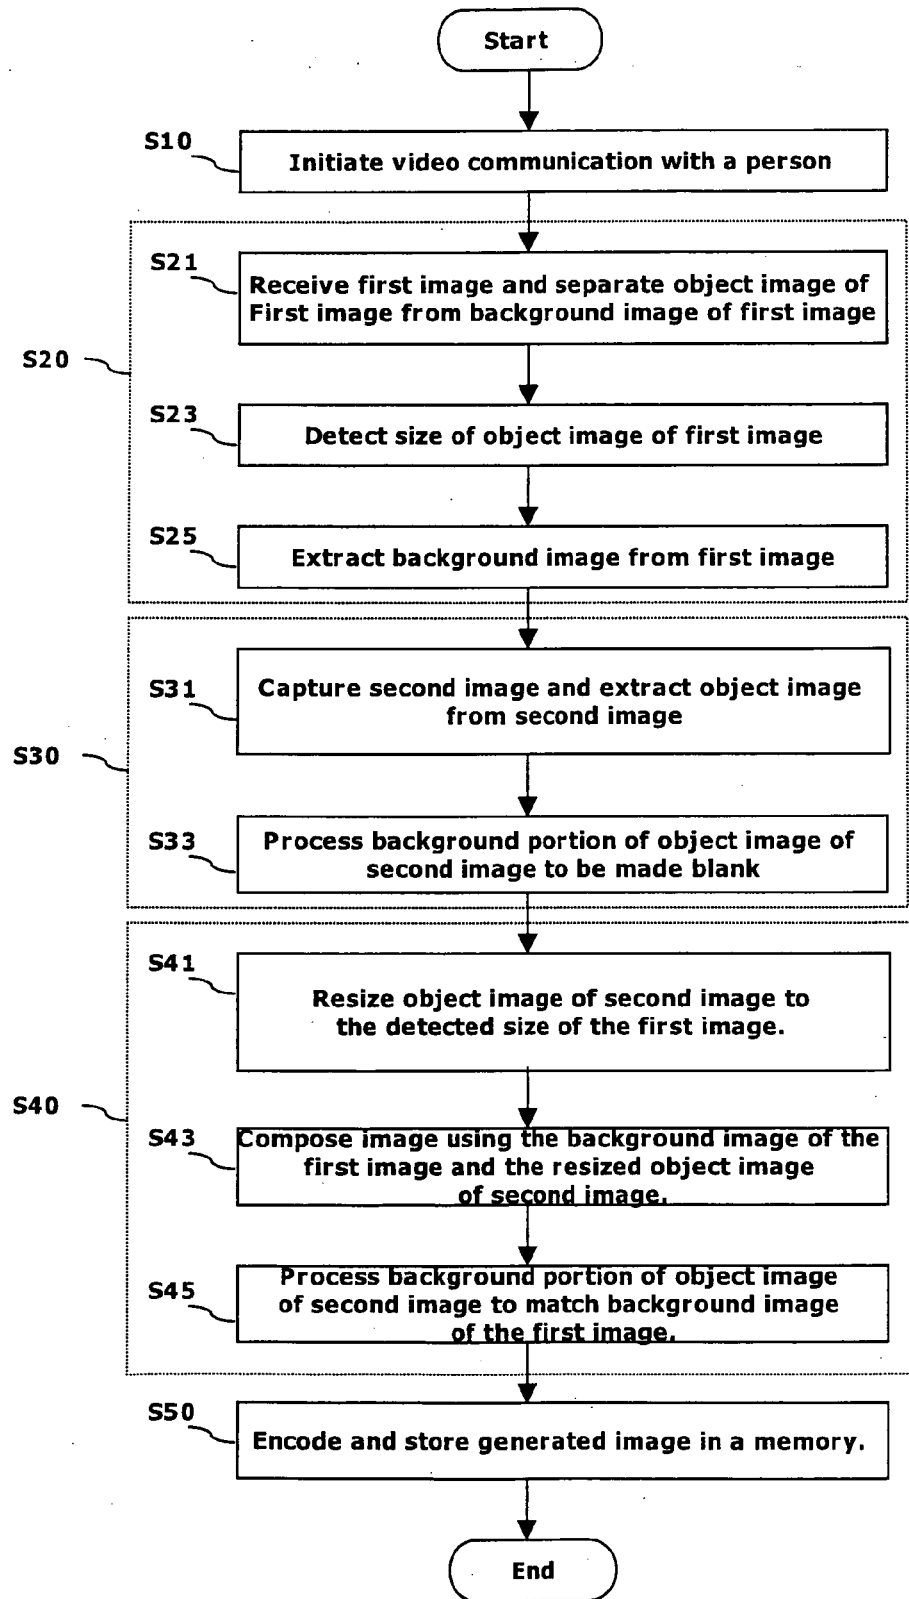 Start
S10
Initiate video communication with a person
S21
Receive first image and separate object image of
First image from background image of first image
S20
S23
Detect size of object image of first image
S25
Extract background image from first image
S31
Capture second image and extract object image
from second image
S30
S33
Process background portion of object image of
second image to be made blank
S41
Resize object image of second image to
the detected size of the first image.
S40
S43
Compose image using the background image of the
first image and the resized object image
of second image.
S45
Process background portion of object image
of second image to match background image
of the first image.
S50
Encode and store generated image in a memory.
End